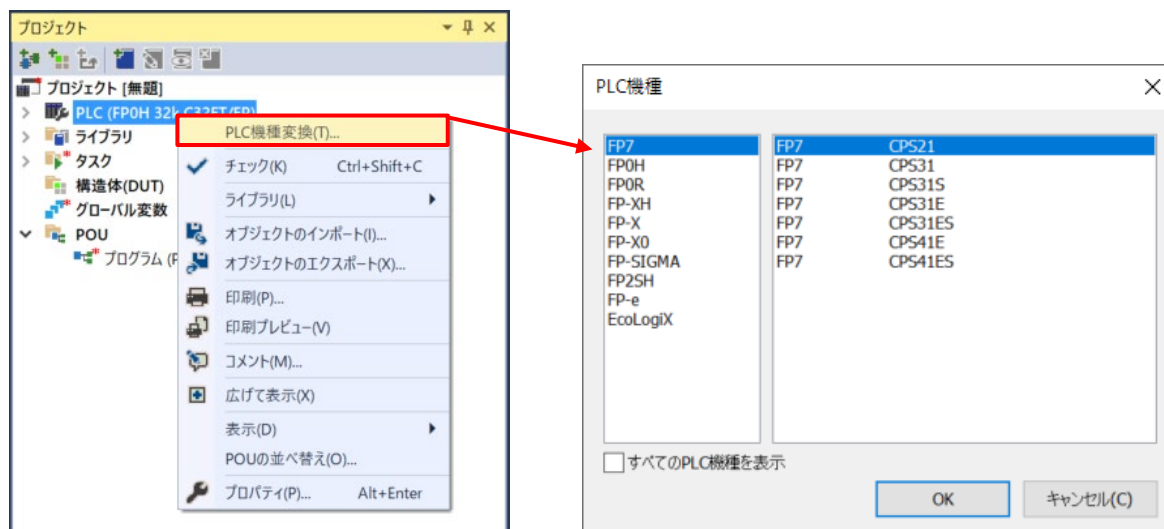 プロジェクト
プロジェクト [無題]
PLC (FP0H 32k C32ET/EP)
ライブラリ
タスク
構造体(DUT)
グローバル変数
POU
プログラム (P
PLC機種変換(T)...
チェック(K) Ctrl+Shift+C
ライブラリ(L)
オブジェクトのインポート(I)...
オブジェクトのエクスポート(X)...
印刷(P)...
印刷プレビュー(V)
コメント(M)...
広げて表示(X)
表示(D)
POUの並べ替え(O)...
プロパティ(P)... Alt+Enter
PLC機種
FP7
FP0H
FP0R
FP-XH
FP-X
FP-X0
FP-SIGMA
FP2SH
FP-e
EcoLogiX
FP7 CPS21
FP7 CPS31
FP7 CPS31S
FP7 CPS31E
FP7 CPS31ES
FP7 CPS41E
FP7 CPS41ES
すべてのPLC機種を表示
OK キャンセル(C)